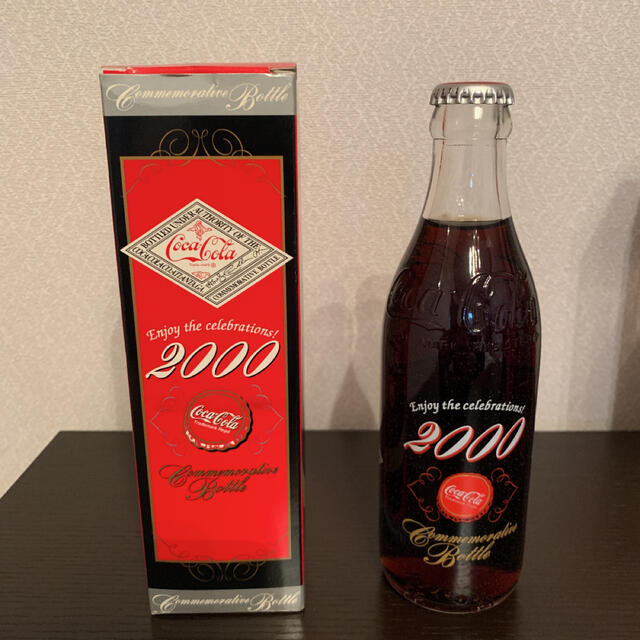 Commemorative Bottle
BOTTLED UNDER AUTHORITY OF THE
Coca-Cola
COMMEMORATIVE BOTTLE
Enjoy the celebrations!
2000
Coca-Cola
Commemorative
Bottle
Commemorative Bottle
Coca-Cola
Enjoy the celebrations!
2000
Coca-Cola
Commemorative
Bottle